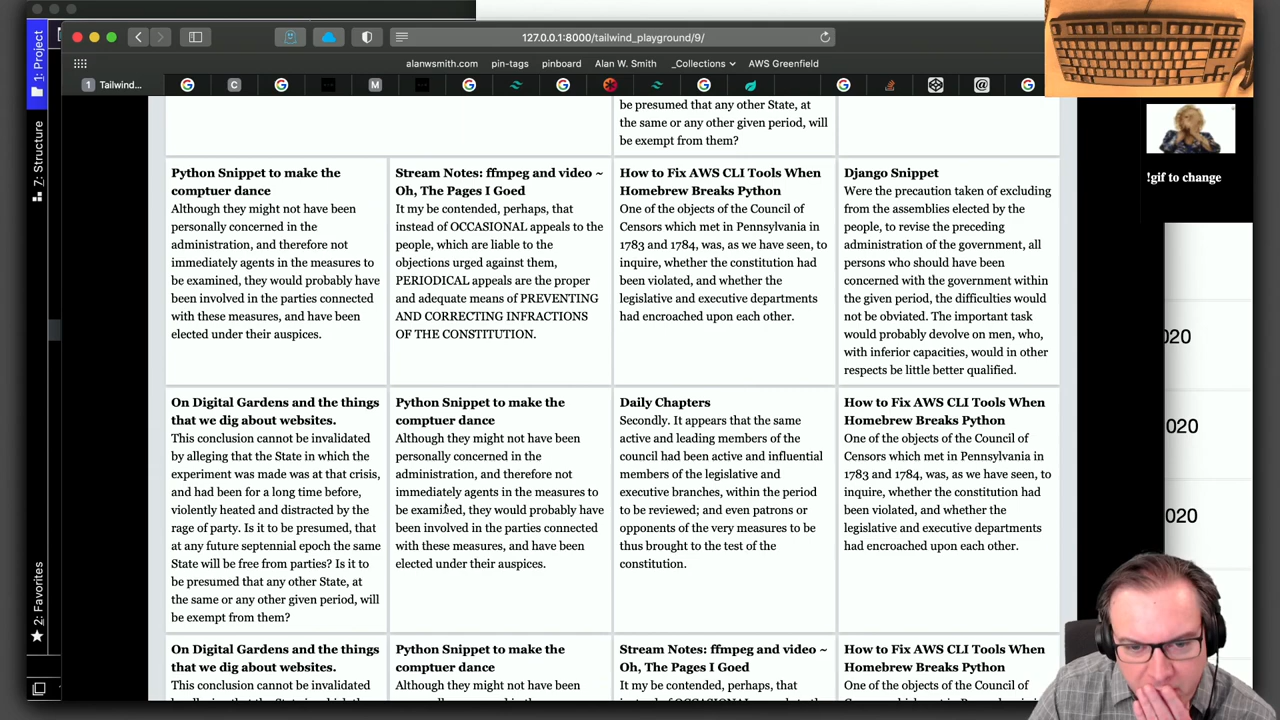 127.0.0.1:8000/tailwind_playground/9/
alanwsmith.com pin-tags pinboard Alan W. Smith _Collections AWS Greenfield
1 Tailwind...
1: Project
7: Structure
2: Favorites
!gif to change
020
020
020
be presumed that any other State, at
the same or any other given period, will
be exempt from them?
Python Snippet to make the
comptuer dance
Although they might not have been
personally concerned in the
administration, and therefore not
immediately agents in the measures to
be examined, they would probably have
been involved in the parties connected
with these measures, and have been
elected under their auspices.
Stream Notes: ffmpeg and video ~
Oh, The Pages I Goed
It my be contended, perhaps, that
instead of OCCASIONAL appeals to the
people, which are liable to the
objections urged against them,
PERIODICAL appeals are the proper
and adequate means of PREVENTING
AND CORRECTING INFRACTIONS
OF THE CONSTITUTION.
How to Fix AWS CLI Tools When
Homebrew Breaks Python
One of the objects of the Council of
Censors which met in Pennsylvania in
1783 and 1784, was, as we have seen, to
inquire, whether the constitution had
been violated, and whether the
legislative and executive departments
had encroached upon each other.
Django Snippet
Were the precaution taken of excluding
from the assemblies elected by the
people, to revise the preceding
administration of the government, all
persons who should have been
concerned with the government within
the given period, the difficulties would
not be obviated. The important task
would probably devolve on men, who,
with inferior capacities, would in other
respects be little better qualified.
On Digital Gardens and the things
that we dig about websites.
This conclusion cannot be invalidated
by alleging that the State in which the
experiment was made was at that crisis,
and had been for a long time before,
violently heated and distracted by the
rage of party. Is it to be presumed, that
at any future septennial epoch the same
State will be free from parties? Is it to
be presumed that any other State, at
the same or any other given period, will
be exempt from them?
Python Snippet to make the
comptuer dance
Although they might not have been
personally concerned in the
administration, and therefore not
immediately agents in the measures to
be examined, they would probably have
been involved in the parties connected
with these measures, and have been
elected under their auspices.
Daily Chapters
Secondly. It appears that the same
active and leading members of the
council had been active and influential
members of the legislative and
executive branches, within the period
to be reviewed; and even patrons or
opponents of the very measures to be
thus brought to the test of the
constitution.
How to Fix AWS CLI Tools When
Homebrew Breaks Python
One of the objects of the Council of
Censors which met in Pennsylvania in
1783 and 1784, was, as we have seen, to
inquire, whether the constitution had
been violated, and whether the
legislative and executive departments
had encroached upon each other.
On Digital Gardens and the things
that we dig about websites.
This conclusion cannot be invalidated
Python Snippet to make the
comptuer dance
Although they might not have been
Stream Notes: ffmpeg and video ~
Oh, The Pages I Goed
It my be contended, perhaps, that
How to Fix AWS CLI Tools When
Homebrew Breaks Python
One of the objects of the Council of